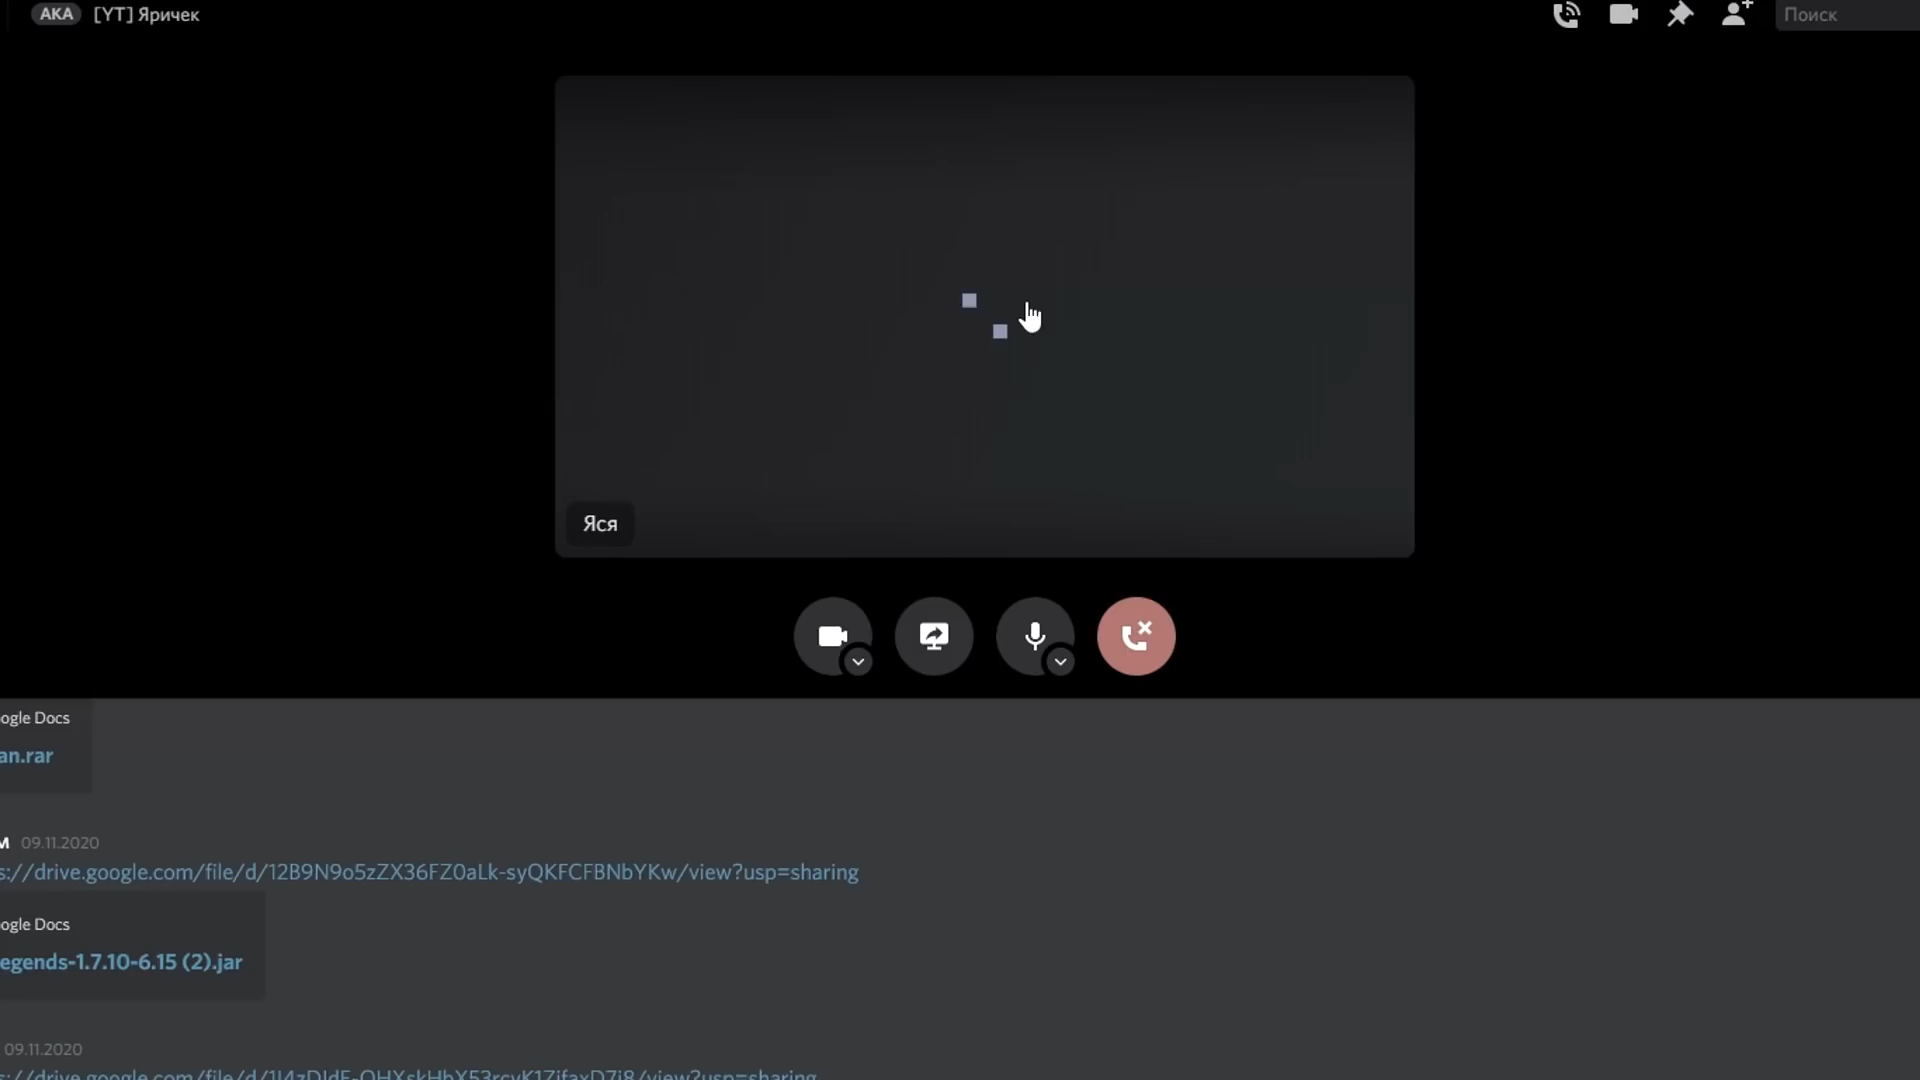 AKA [YT] Яричек
Поиск
Яся
ogle Docs
an.rar
M 09.11.2020
s://drive.google.com/file/d/12B9N9o5zZX36FZ0aLk-syQKFCFBNbYKw/view?usp=sharing
ogle Docs
egends-1.7.10-6.15 (2).jar
09.11.2020